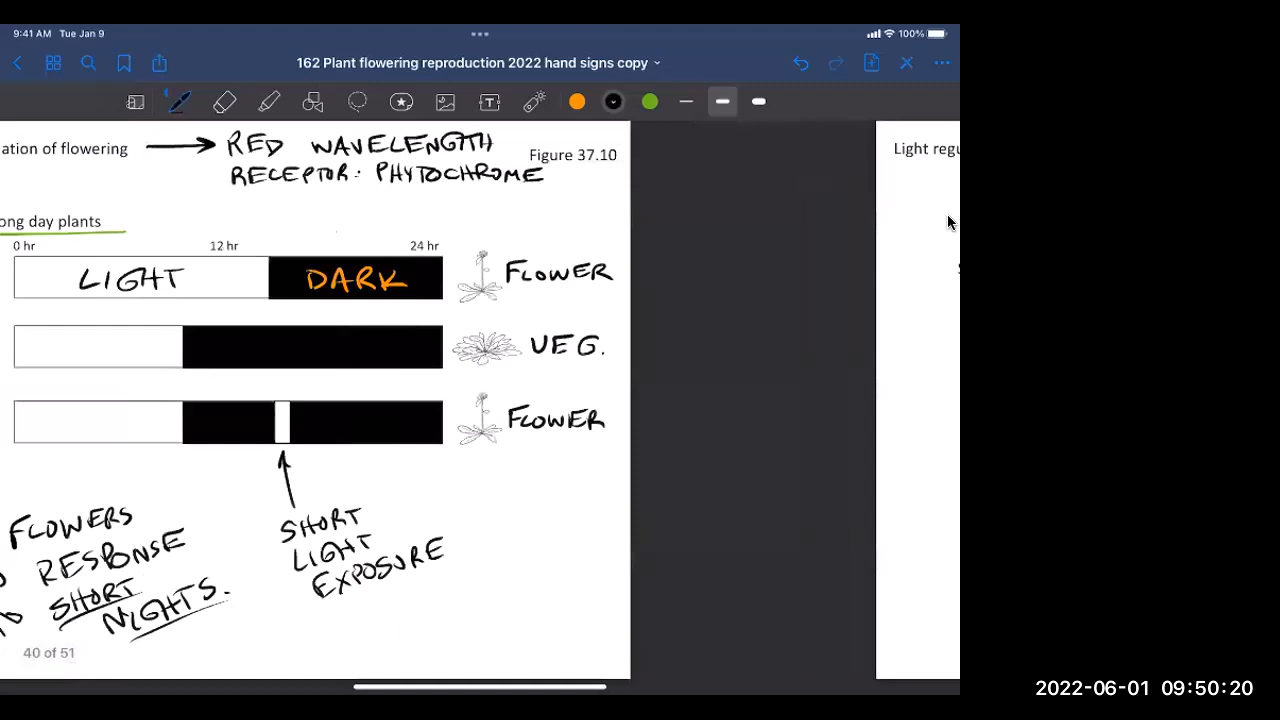 9:41 AM Tue Jan 9
100%
162 Plant flowering reproduction 2022 hand signs copy
ation of flowering
RED WAVELENGTH
Figure 37.10
RECEPTOR: PHYTOCHROME
Light regu
ong day plants
0 hr 12 hr 24 hr
LIGHT DARK FLOWER
VEG.
FLOWER
FLOWERS
RESPONSE
SHORT
NIGHTS.
SHORT
LIGHT
EXPOSURE
40 of 51
2022-06-01 09:50:20